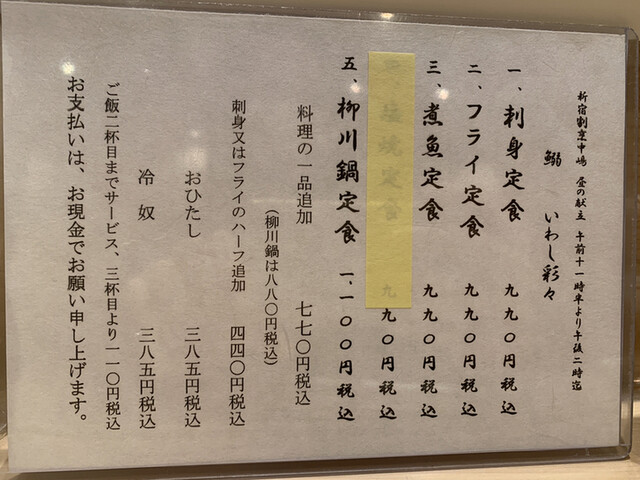 新宿割烹中嶋 昼の献立 午前十一時半より午後二時迄
鰯 いわし彩々
一、刺身定食 九九〇円税込
二、フライ定食 九九〇円税込
三、煮魚定食 九九〇円税込
四、塩焼定食 九九〇円税込
五、柳川鍋定食 一、一〇〇円税込
料理の一品追加 七七〇円税込
（柳川鍋は八八〇円税込）
刺身又はフライのハーフ追加 四四〇円税込
おひたし 三八五円税込
冷奴 三八五円税込
ご飯二杯目までサービス、三杯目より一一〇円税込
お支払いは、お現金でお願い申し上げます。